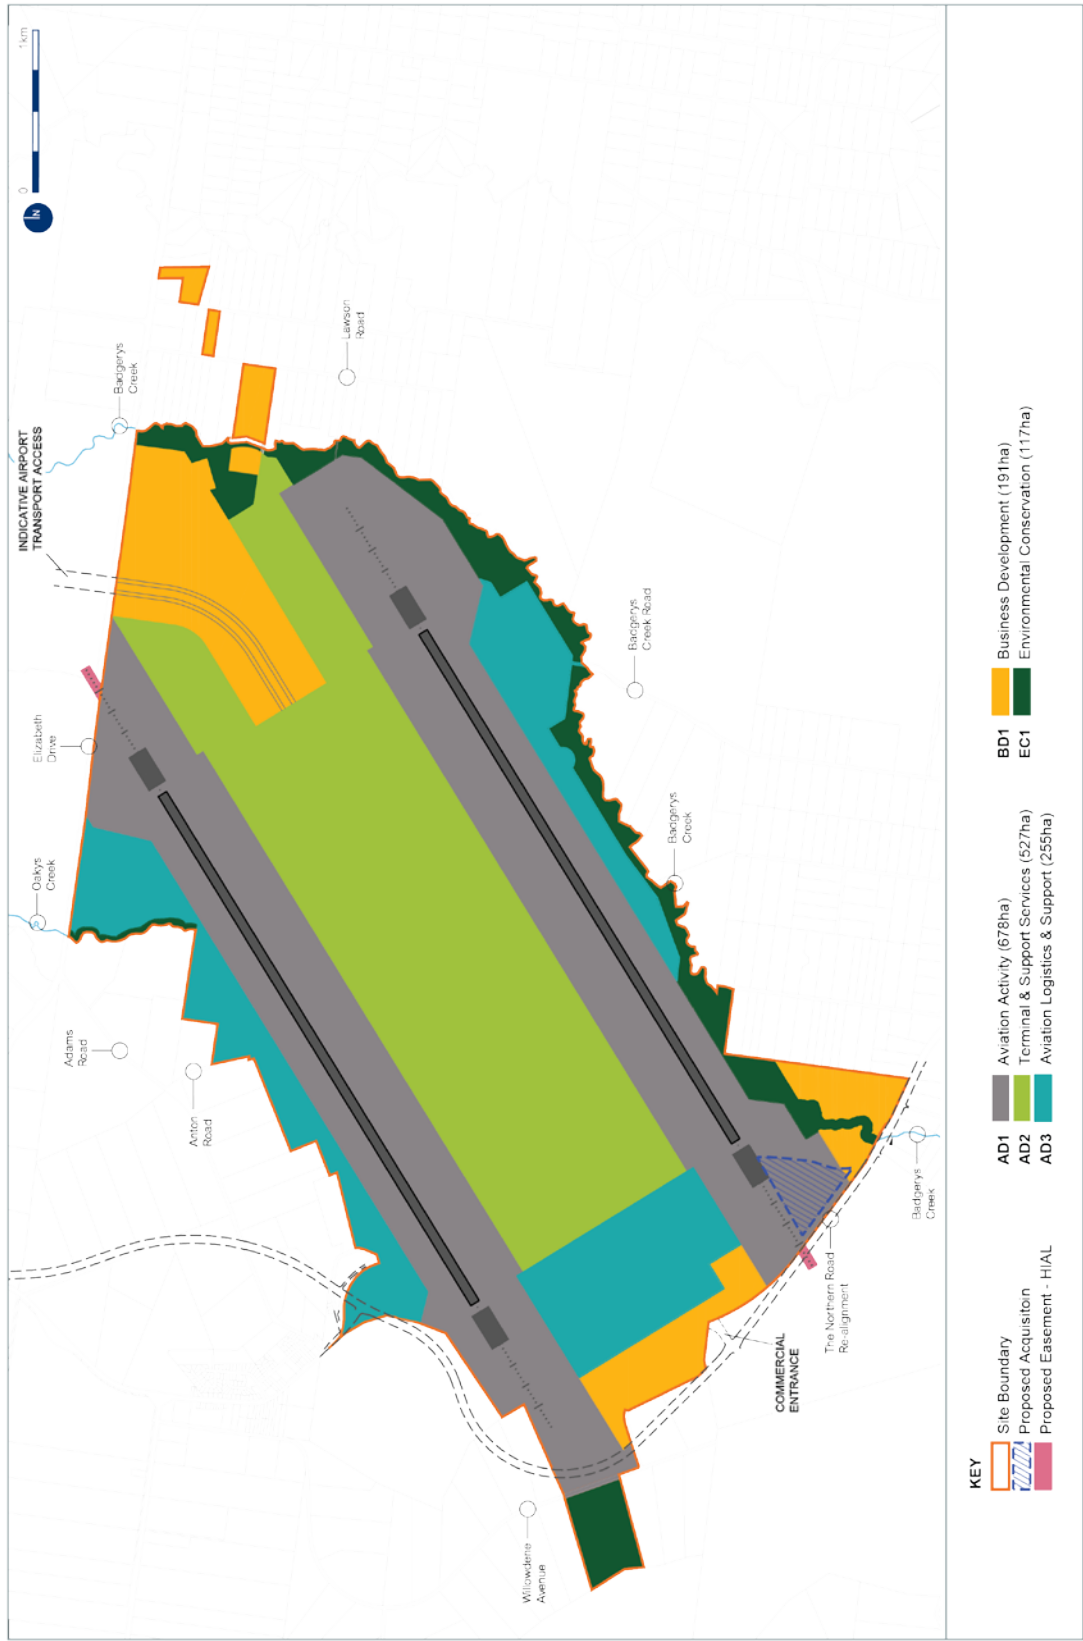 0
1km
N
INDICATIVE AIRPORT
TRANSPORT ACCESS
Badgerys
Creek
Lawson
Road
Elizabeth
Drive
Oakys
Creek
Badgerys
Creek Road
Adams
Road
Anton
Road
Badgerys
Creek
Badgerys
Creek
The Northern Road
Re-alignment
COMMERCIAL
ENTRANCE
Willowdene
Avenue
KEY
Site Boundary
Proposed Acquisitoin
Proposed Easement - HIAL
AD1 Aviation Activity (678ha)
AD2 Terminal & Support Services (527ha)
AD3 Aviation Logistics & Support (255ha)
BD1 Business Development (191ha)
EC1 Environmental Conservation (117ha)